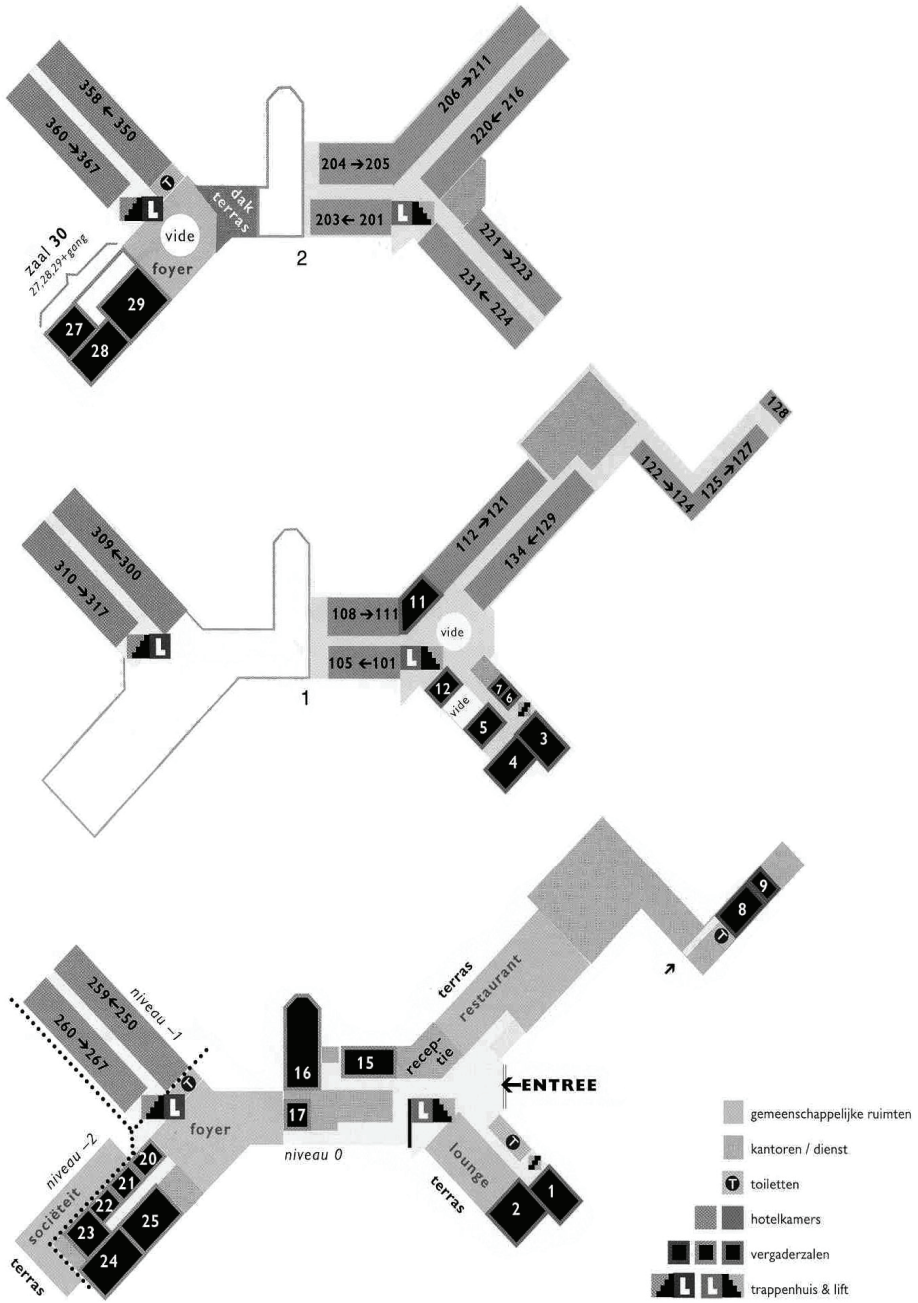 358 ← 350
360 → 367
T
L
vide
foyer
dak
terras
zaal 30
27,28,29+gang
27
28
29
2
204 → 205
203 ← 201
L
206 → 211
220 ← 216
221 → 223
231 ← 224
309 ← 300
310 → 317
L
1
108 → 111
105 ← 101
11
L
vide
112 → 121
134 ← 129
122 → 124
125 → 127
128
12
vide
5
7
6
3
4
259 ← 250
260 → 267
niveau –1
niveau –2
T
L
foyer
20
21
22
23
24
25
sociëteit
terras
16
17
15
niveau 0
recep-
tie
restaurant
terras
← ENTREE
L
lounge
terras
T
1
2
T
8
9
gemeenschappelijke ruimten
kantoren / dienst
T toiletten
hotelkamers
vergaderzalen
L L trappenhuis & lift